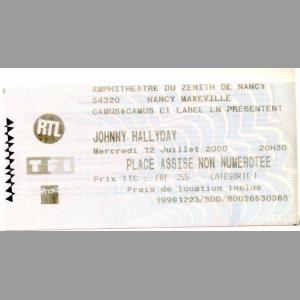 AMPHITHEATRE DU ZENITH DE NANCY
54320 NANCY MAXEVILLE
CAMUS&CAMUS ET LABEL LN PRESENTENT
RTL
JOHNNY HALLYDAY
Mercredi 12 Juillet 2000 20H30
TF1
PLACE ASSISE NON NUMEROTEE
Prix TTC : FRF 255 CATEGORIE 1
Frais de location inclus
19991223/SDD/B0026630365